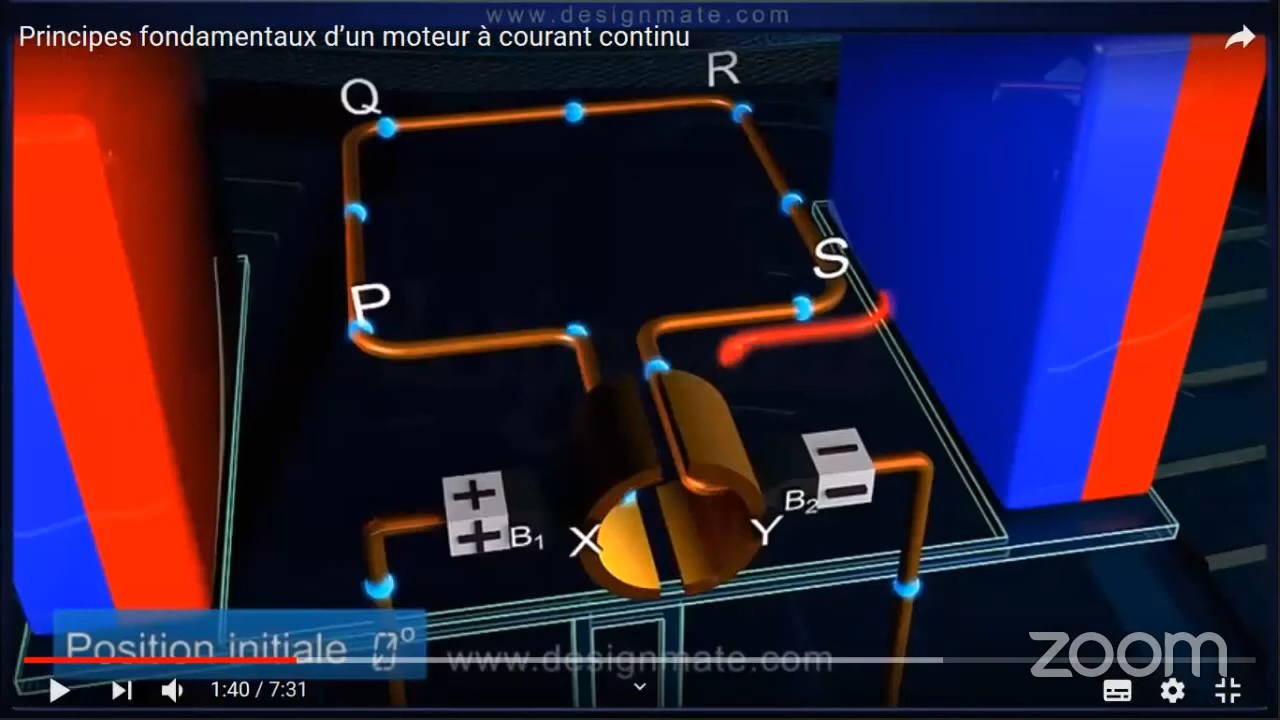 www.designmate.com
Principes fondamentaux d’un moteur à courant continu
Q
R
S
P
+
+
B₁
X
Y
B₂
−
−
Position initiale
www.designmate.com
zoom
1:40 / 7:31